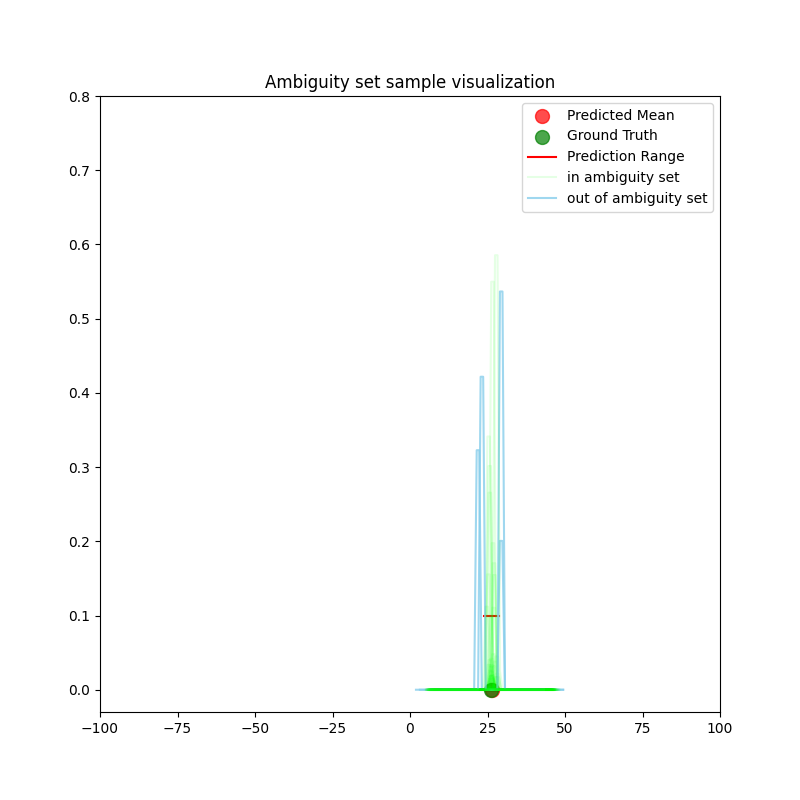 Ambiguity set sample visualization
Predicted Mean
Ground Truth
Prediction Range
in ambiguity set
out of ambiguity set
0.8
0.7
0.6
0.5
0.4
0.3
0.2
0.1
0.0
−100 −75 −50 −25 0 25 50 75 100